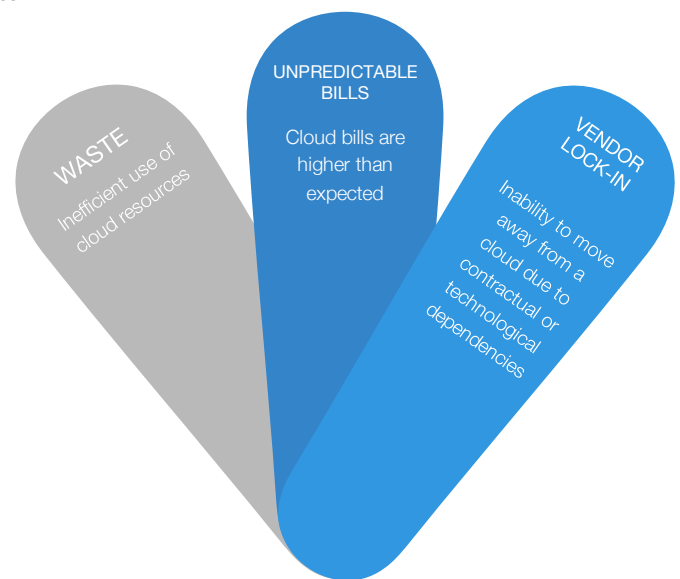 WASTE
Inefficient use of
cloud resources
UNPREDICTABLE
BILLS
Cloud bills are
higher than
expected
VENDOR
LOCK-IN
Inability to move
away from a
cloud due to
contractual or
technological
dependencies